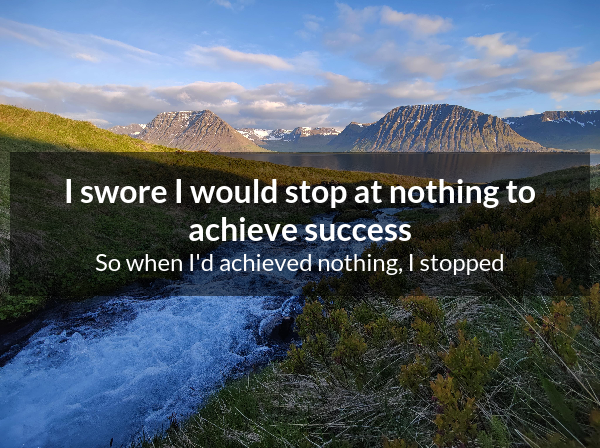 I swore I would stop at nothing to
achieve success
So when I'd achieved nothing, I stopped